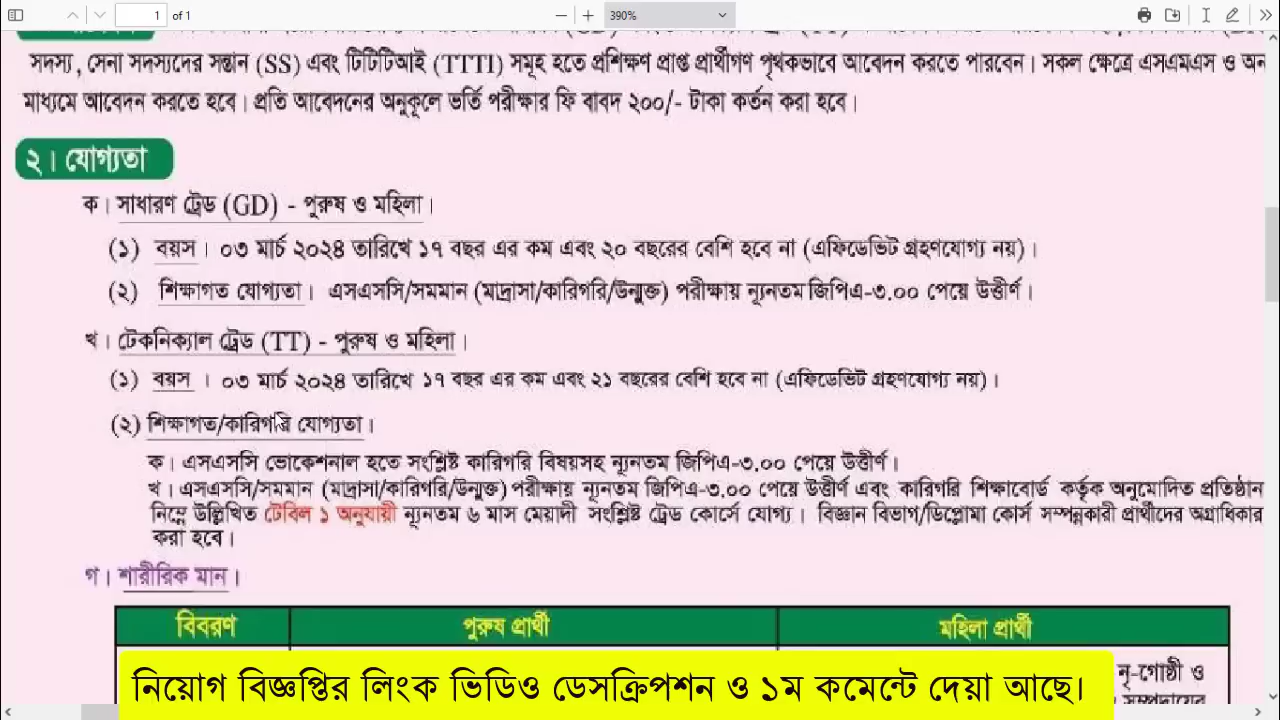 1 of 1 390%
সদস্য, সেনা সদস্যদের সন্তান (SS) এবং টিটিটিআই (TTTI) সমূহ হতে প্রশিক্ষণ প্রাপ্ত প্রার্থীগণ পৃথকভাবে আবেদন করতে পারবেন। সকল ক্ষেত্রে এসএমএস ও অন
মাধ্যমে আবেদন করতে হবে। প্রতি আবেদনের অনুকূলে ভর্তি পরীক্ষার ফি বাবদ ২০০/- টাকা কর্তন করা হবে।
২। যোগ্যতা
ক। সাধারণ ট্রেড (GD) - পুরুষ ও মহিলা।
(১) বয়স। ০৩ মার্চ ২০২৪ তারিখে ১৭ বছর এর কম এবং ২০ বছরের বেশি হবে না (এফিডেভিট গ্রহণযোগ্য নয়)।
(২) শিক্ষাগত যোগ্যতা। এসএসসি/সমমান (মাদ্রাসা/কারিগরি/উন্মুক্ত) পরীক্ষায় ন্যূনতম জিপিএ-৩.০০ পেয়ে উত্তীর্ণ।
খ। টেকনিক্যাল ট্রেড (TT) - পুরুষ ও মহিলা।
(১) বয়স । ০৩ মার্চ ২০২৪ তারিখে ১৭ বছর এর কম এবং ২১ বছরের বেশি হবে না (এফিডেভিট গ্রহণযোগ্য নয়)।
(২) শিক্ষাগত/কারিগরি যোগ্যতা।
ক। এসএসসি ভোকেশনাল হতে সংশ্লিষ্ট কারিগরি বিষয়সহ ন্যূনতম জিপিএ-৩.০০ পেয়ে উত্তীর্ণ।
খ। এসএসসি/সমমান (মাদ্রাসা/কারিগরি/উন্মুক্ত) পরীক্ষায় ন্যূনতম জিপিএ-৩.০০ পেয়ে উত্তীর্ণ এবং কারিগরি শিক্ষাবোর্ড কর্তৃক অনুমোদিত প্রতিষ্ঠান
নিম্নে উল্লিখিত টেবিল ১ অনুযায়ী ন্যূনতম ৬ মাস মেয়াদী সংশ্লিষ্ট ট্রেড কোর্সে যোগ্য। বিজ্ঞান বিভাগ/ডিপ্লোমা কোর্স সম্পন্নকারী প্রার্থীদের অগ্রাধিকার
করা হবে।
গ। শারীরিক মান।
বিবরণ পুরুষ প্রার্থী মহিলা প্রার্থী
নৃ-গোষ্ঠী ও
সম্প্রদায়ের
নিয়োগ বিজ্ঞপ্তির লিংক ভিডিও ডেসক্রিপশন ও ১ম কমেন্টে দেয়া আছে।